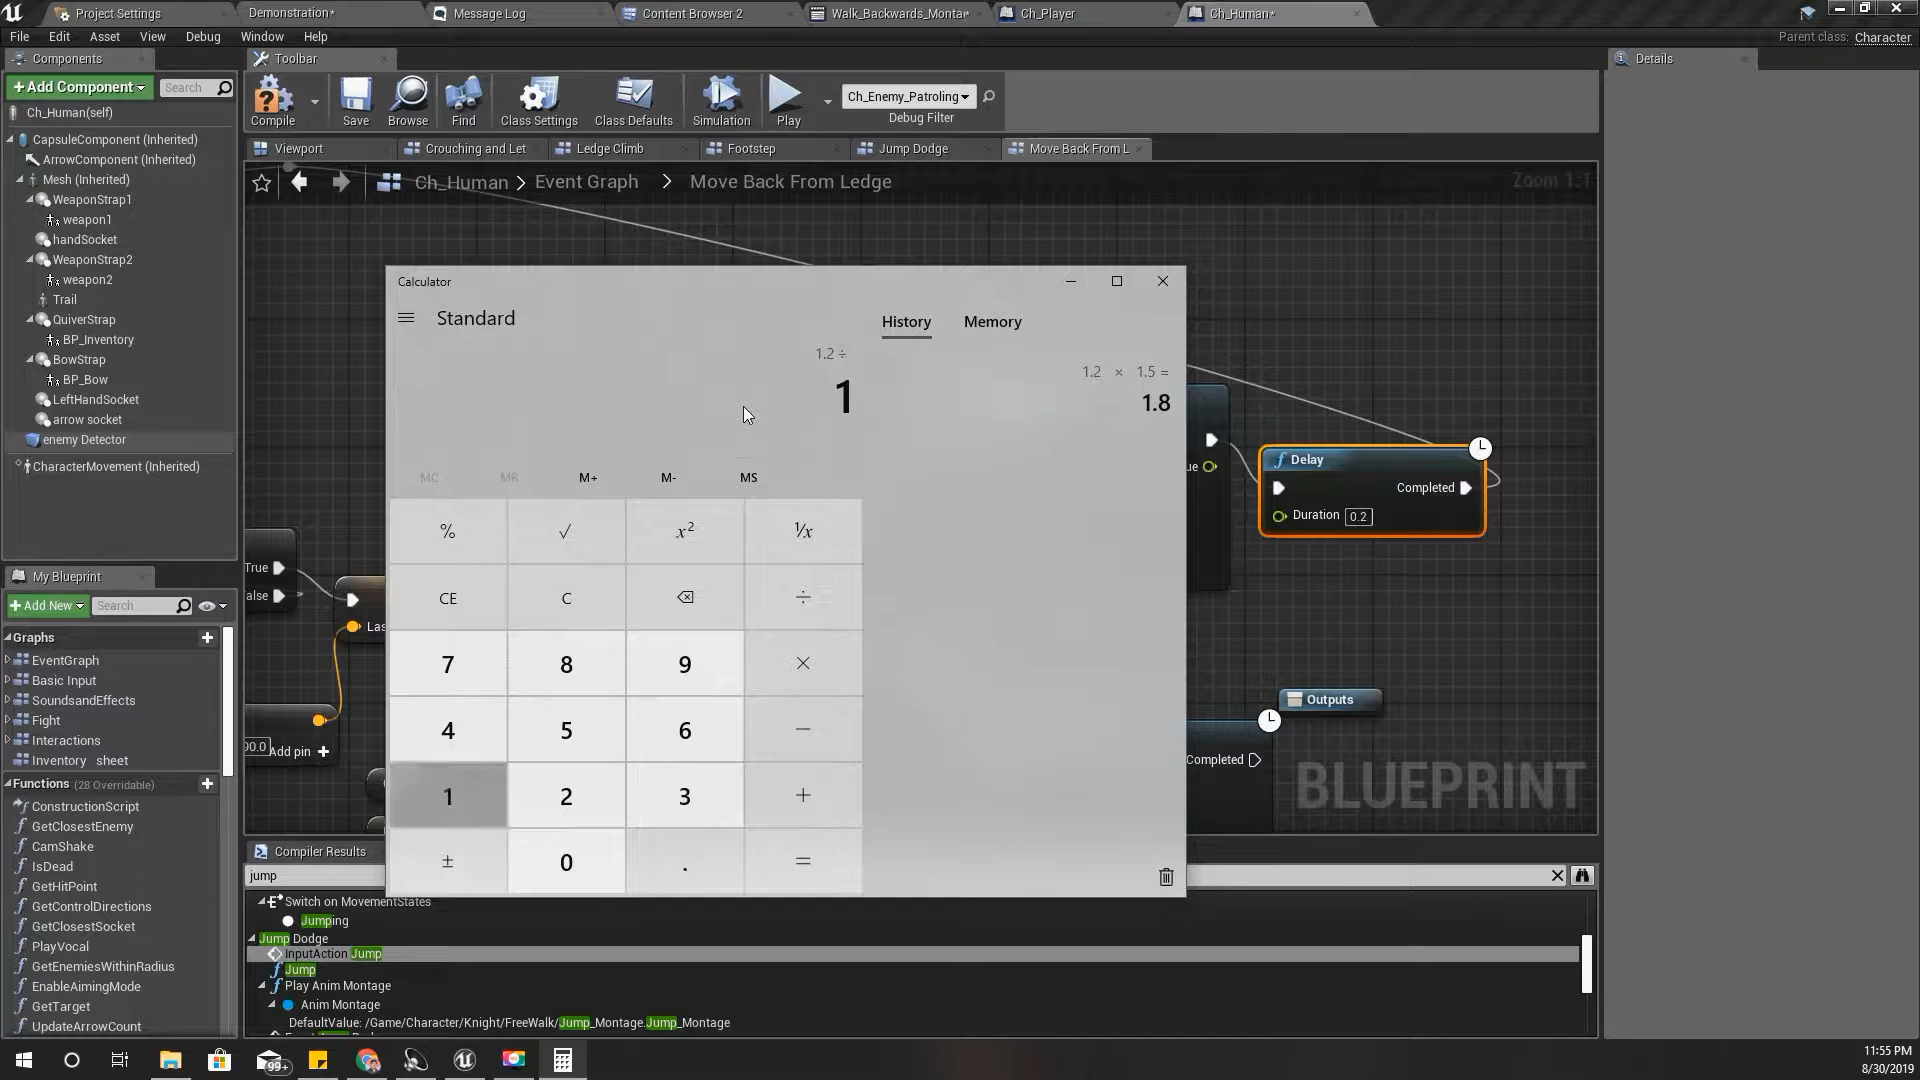 Project Settings
Demonstration*
Message Log
Content Browser 2
Walk_Backwards_Montar*
Ch_Player
Ch_Human*
File Edit Asset View Debug Window Help
Parent class: Character
Components
+ Add Component
Search
Ch_Human(self)
CapsuleComponent (Inherited)
ArrowComponent (Inherited)
Mesh (Inherited)
WeaponStrap1
weapon1
handSocket
WeaponStrap2
weapon2
Trail
QuiverStrap
BP_Inventory
BowStrap
BP_Bow
LeftHandSocket
arrow socket
enemy Detector
CharacterMovement (Inherited)
Toolbar
Compile
Save
Browse
Find
Class Settings
Class Defaults
Simulation
Play
Ch_Enemy_Patroling
Debug Filter
Details
Viewport
Crouching and Let
Ledge Climb
Footstep
Jump Dodge
Move Back From L
Ch_Human > Event Graph > Move Back From Ledge
Zoom 1:1
Calculator
Standard
History
Memory
1.2 ÷
1
1.2 × 1.5 =
1.8
MC MR M+ M- MS
% √ x² ⅟x
CE C ⌫ ÷
7 8 9 ×
4 5 6 −
1 2 3 +
± 0 . =
ue
Delay
Completed
Duration 0.2
Outputs
Completed
BLUEPRINT
True
alse
Las
90.0
Add pin +
My Blueprint
+ Add New
Search
Graphs
EventGraph
Basic Input
SoundsandEffects
Fight
Interactions
Inventory sheet
Functions (28 Overridable)
ConstructionScript
GetClosestEnemy
CamShake
IsDead
GetHitPoint
GetControlDirections
GetClosestSocket
PlayVocal
GetEnemiesWithinRadius
EnableAimingMode
GetTarget
UpdateArrowCount
Compiler Results
jump
Switch on MovementStates
Jumping
Jump Dodge
InputAction Jump
Jump
Play Anim Montage
Anim Montage
DefaultValue: /Game/Character/Knight/FreeWalk/Jump_Montage.Jump_Montage
99+
11:55 PM
8/30/2019